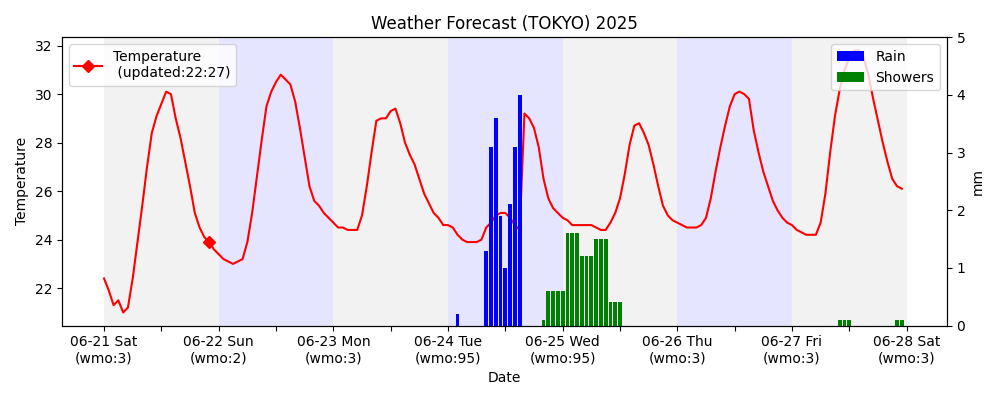 Weather Forecast (TOKYO) 2025
Temperature
(updated:22:27)
Rain
Showers
Temperature
32
30
28
26
24
22
5
4
3
2
1
0
mm
06-21 Sat
(wmo:3)
06-22 Sun
(wmo:2)
06-23 Mon
(wmo:3)
06-24 Tue
(wmo:95)
06-25 Wed
(wmo:95)
06-26 Thu
(wmo:3)
06-27 Fri
(wmo:3)
06-28 Sat
(wmo:3)
Date